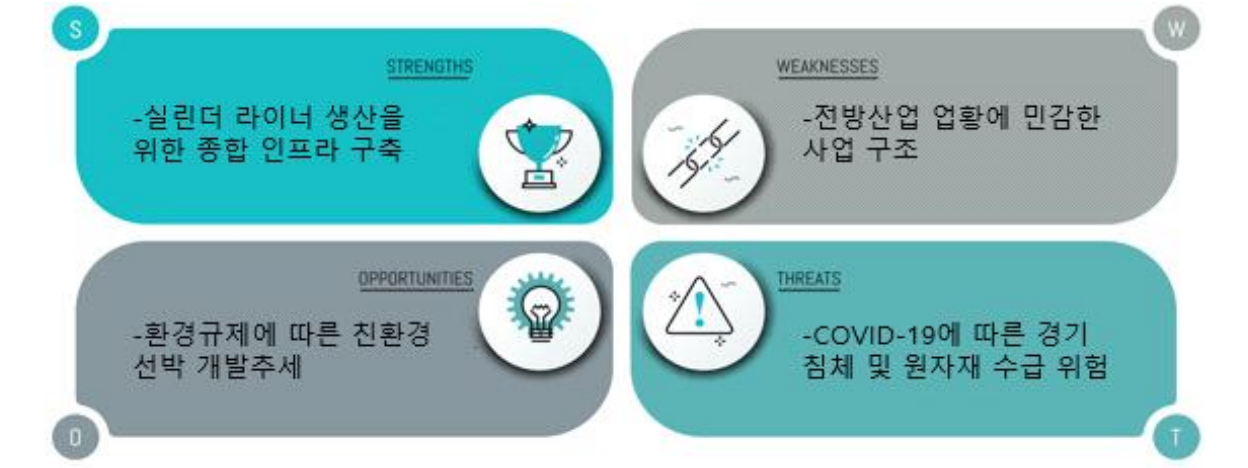 S
STRENGTHS
-실린더 라이너 생산을
위한 종합 인프라 구축
W
WEAKNESSES
-전방산업 업황에 민감한
사업 구조
OPPORTUNITIES
-환경규제에 따른 친환경
선박 개발추세
O
THREATS
-COVID-19에 따른 경기
침체 및 원자재 수급 위험
T